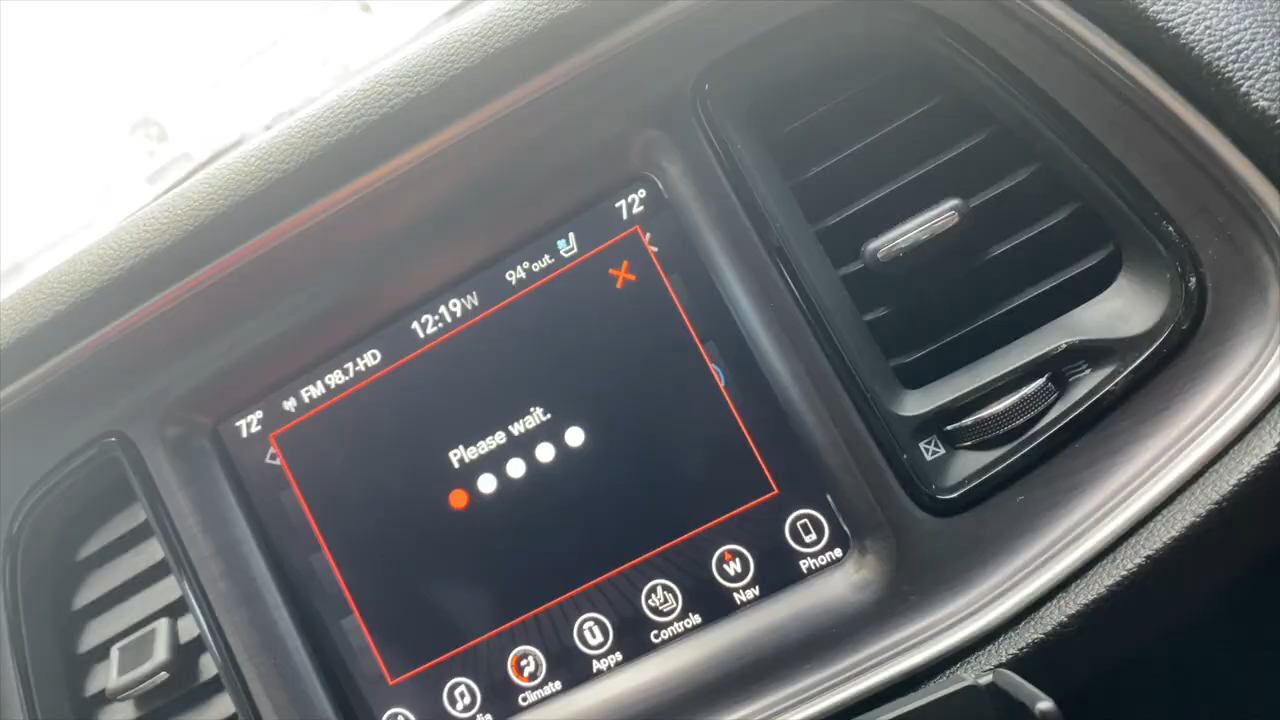 72° FM 98.7-HD 12:19 W 94°out. 72°
Please wait.
Climate Apps Controls Nav Phone
W